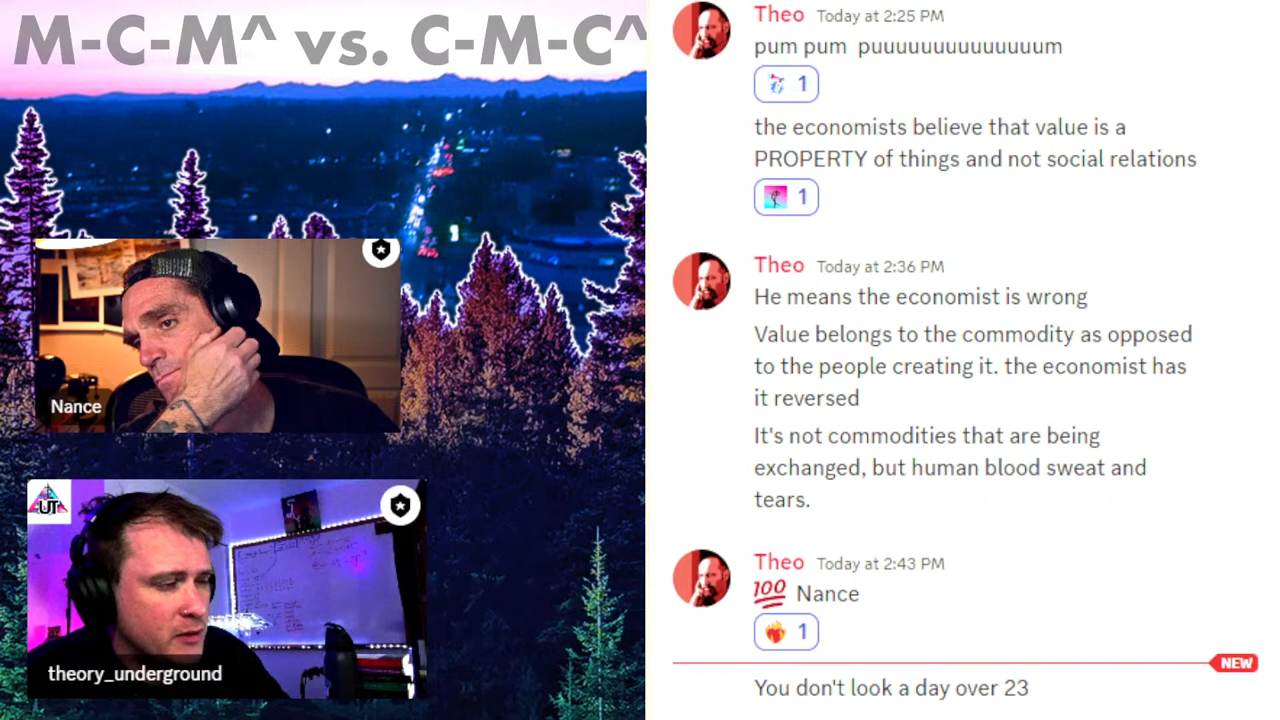 M-C-M^ vs. C-M-C^
Nance
UT
theory_underground
Theo Today at 2:25 PM
pum pum puuuuuuuuuuuuuum
1
the economists believe that value is a
PROPERTY of things and not social relations
1
Theo Today at 2:36 PM
He means the economist is wrong
Value belongs to the commodity as opposed
to the people creating it. the economist has
it reversed
It's not commodities that are being
exchanged, but human blood sweat and
tears.
Theo Today at 2:43 PM
100 Nance
1
NEW
You don't look a day over 23